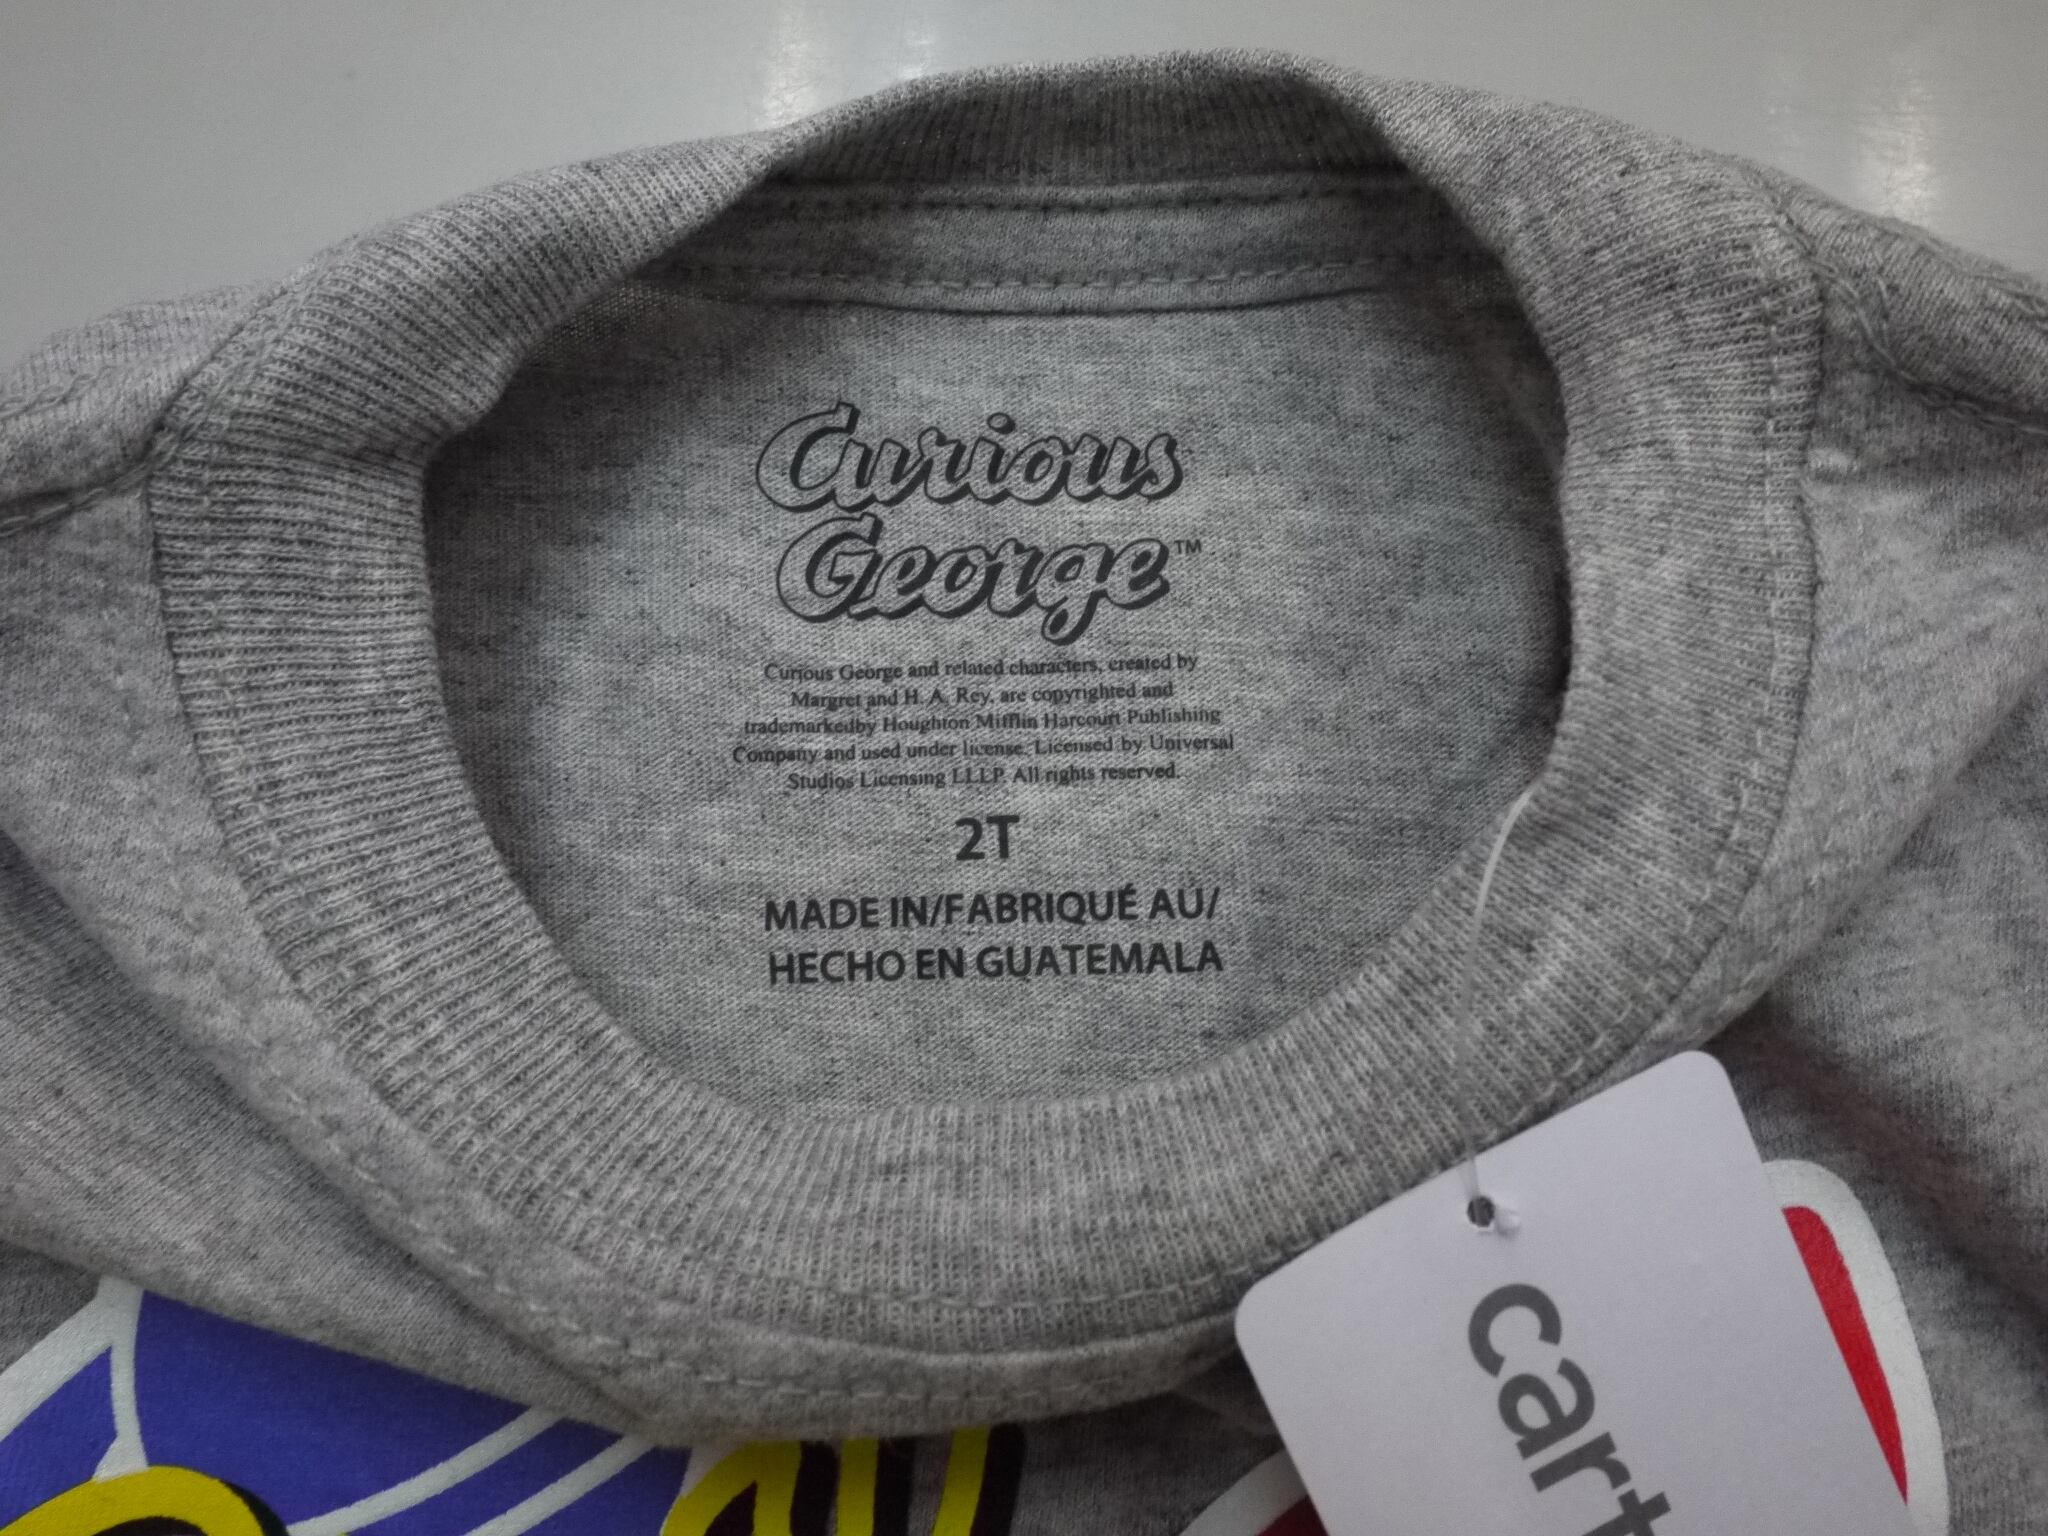 Curious
George™
Curious George and related characters, created by
Margret and H. A. Rey, are copyrighted and
trademarkedby Houghton Mifflin Harcourt Publishing
Company and used under license. Licensed by Universal
Studios Licensing LLLP. All rights reserved.
2T
MADE IN/FABRIQUÉ AU/
HECHO EN GUATEMALA
cart